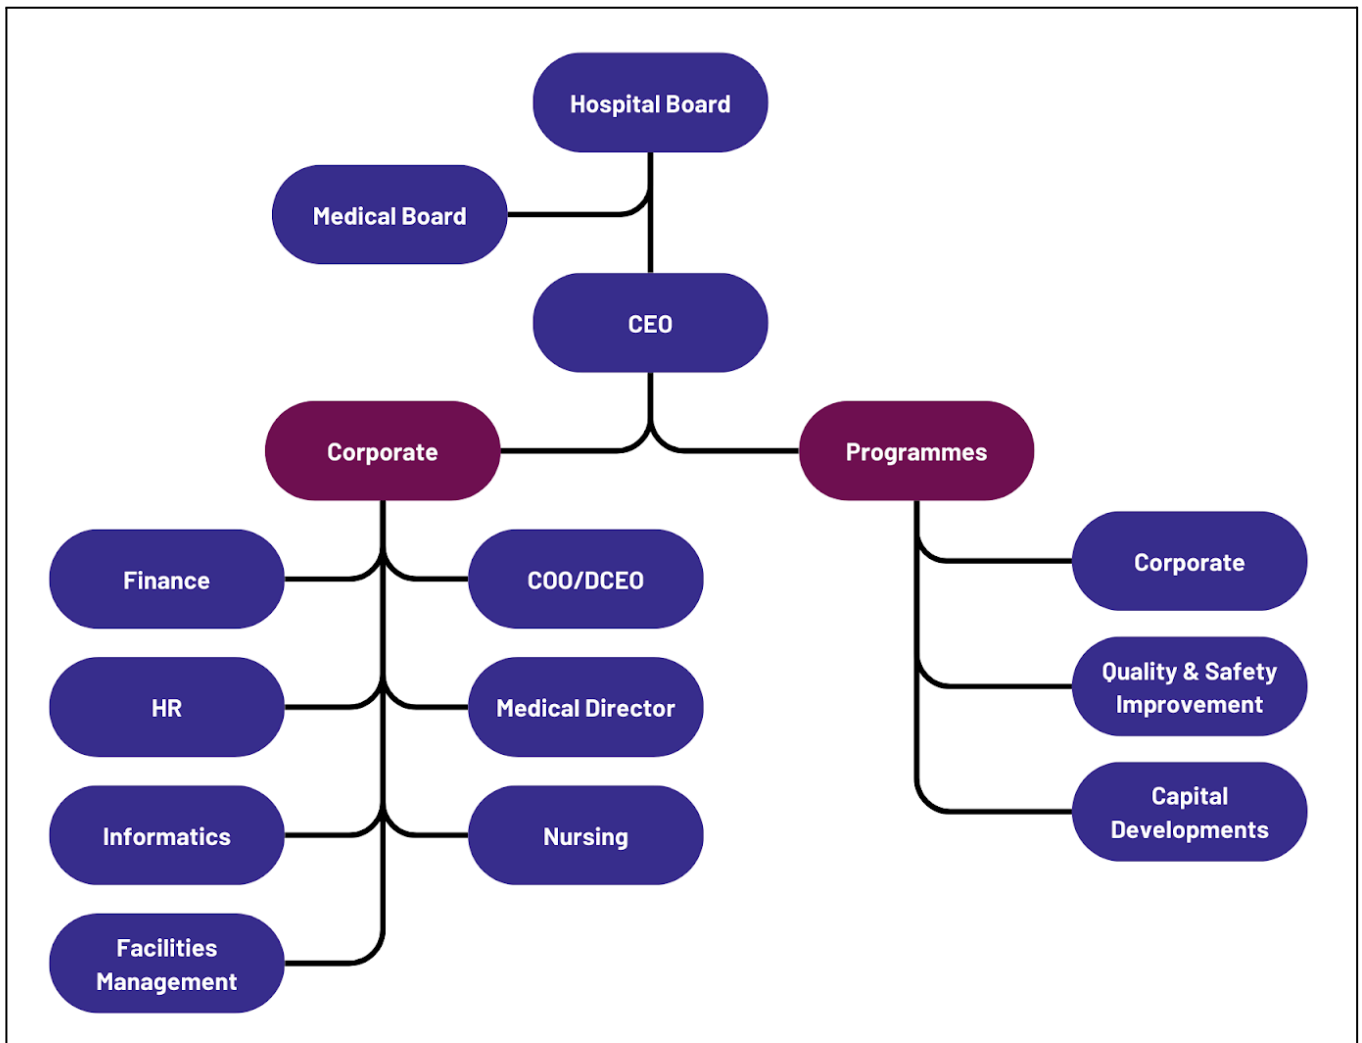 Hospital Board
Medical Board
CEO
Corporate
Programmes
Finance
COO/DCEO
HR
Medical Director
Informatics
Nursing
Facilities
Management
Corporate
Quality & Safety
Improvement
Capital
Developments